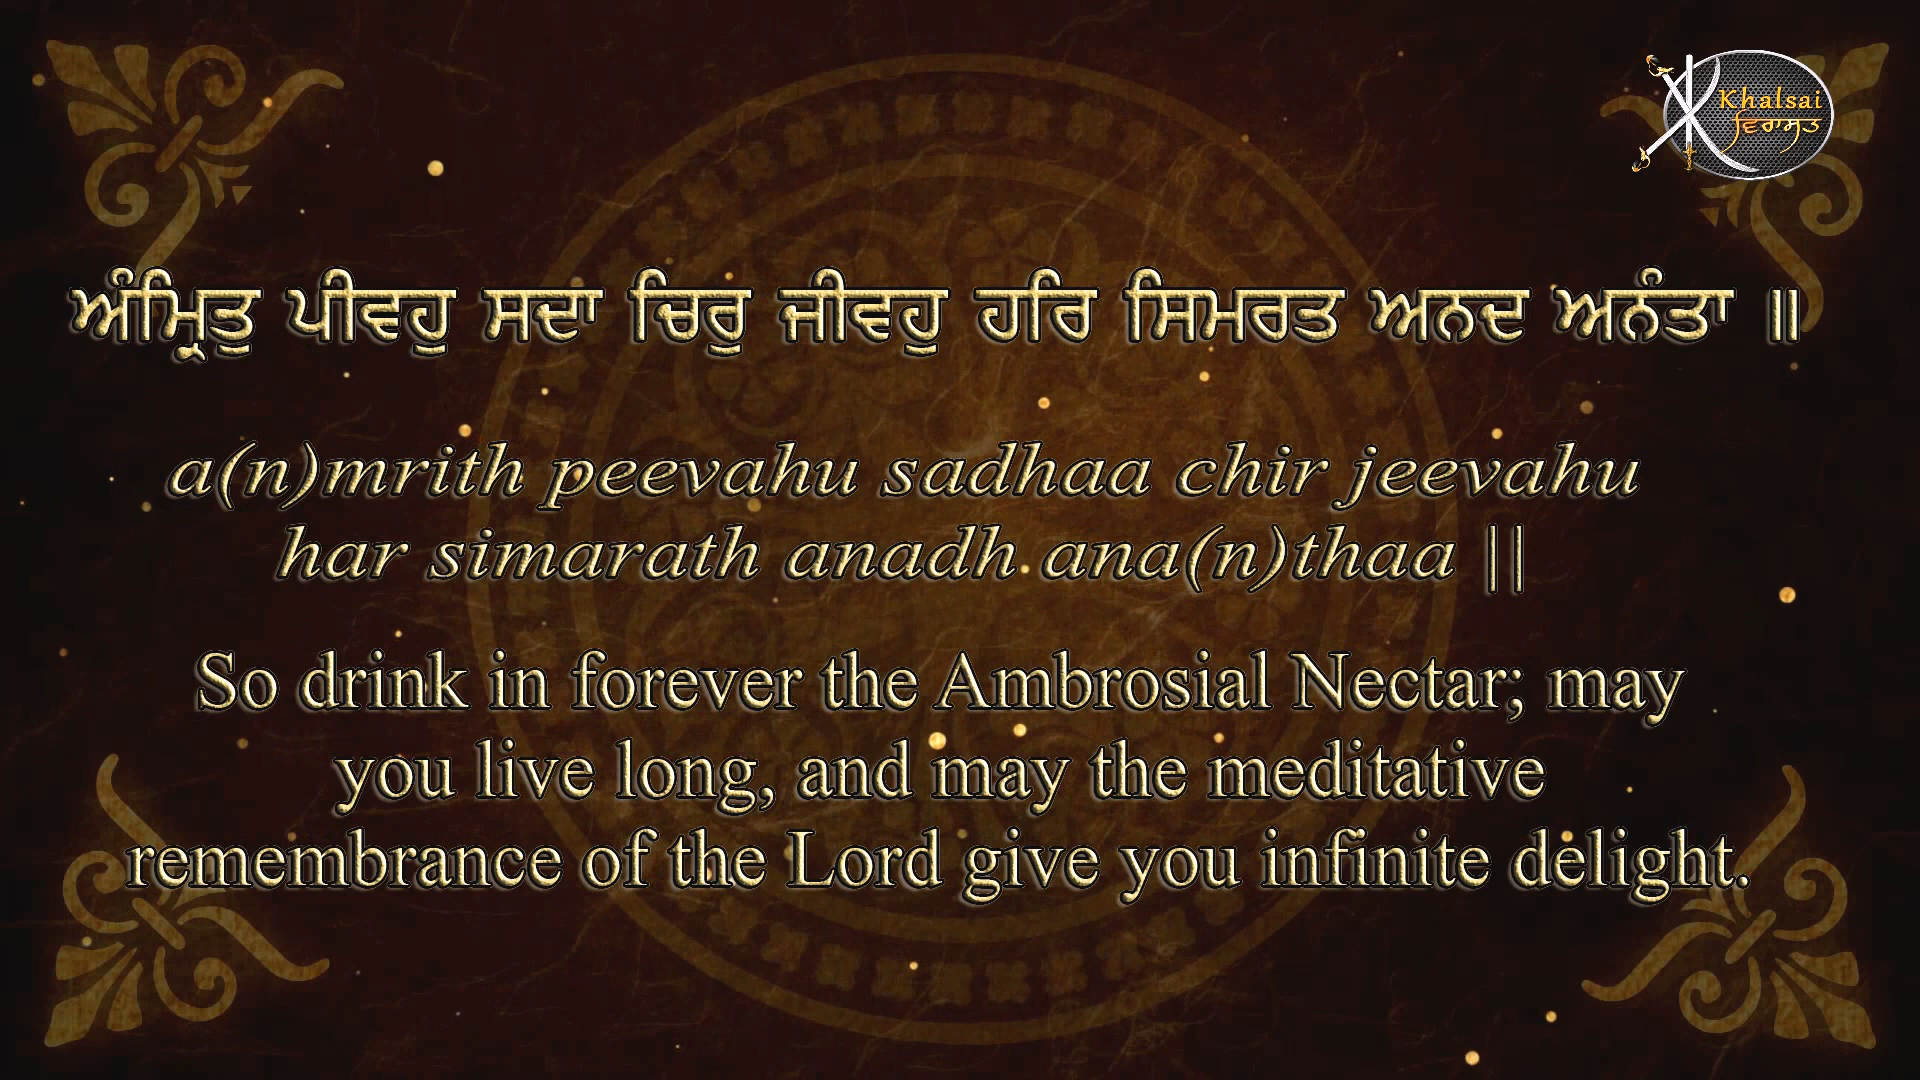 Khalsai
ਵਿਰਾਸਤ
ਅੰਮ੍ਰਿਤੁ ਪੀਵਹੁ ਸਦਾ ਚਿਰੁ ਜੀਵਹੁ ਹਰਿ ਸਿਮਰਤ ਅਨਦ ਅਨੰਤਾ ॥
a(n)mrith peevahu sadhaa chir jeevahu
har simarath anadh ana(n)thaa ||
So drink in forever the Ambrosial Nectar; may
you live long, and may the meditative
remembrance of the Lord give you infinite delight.